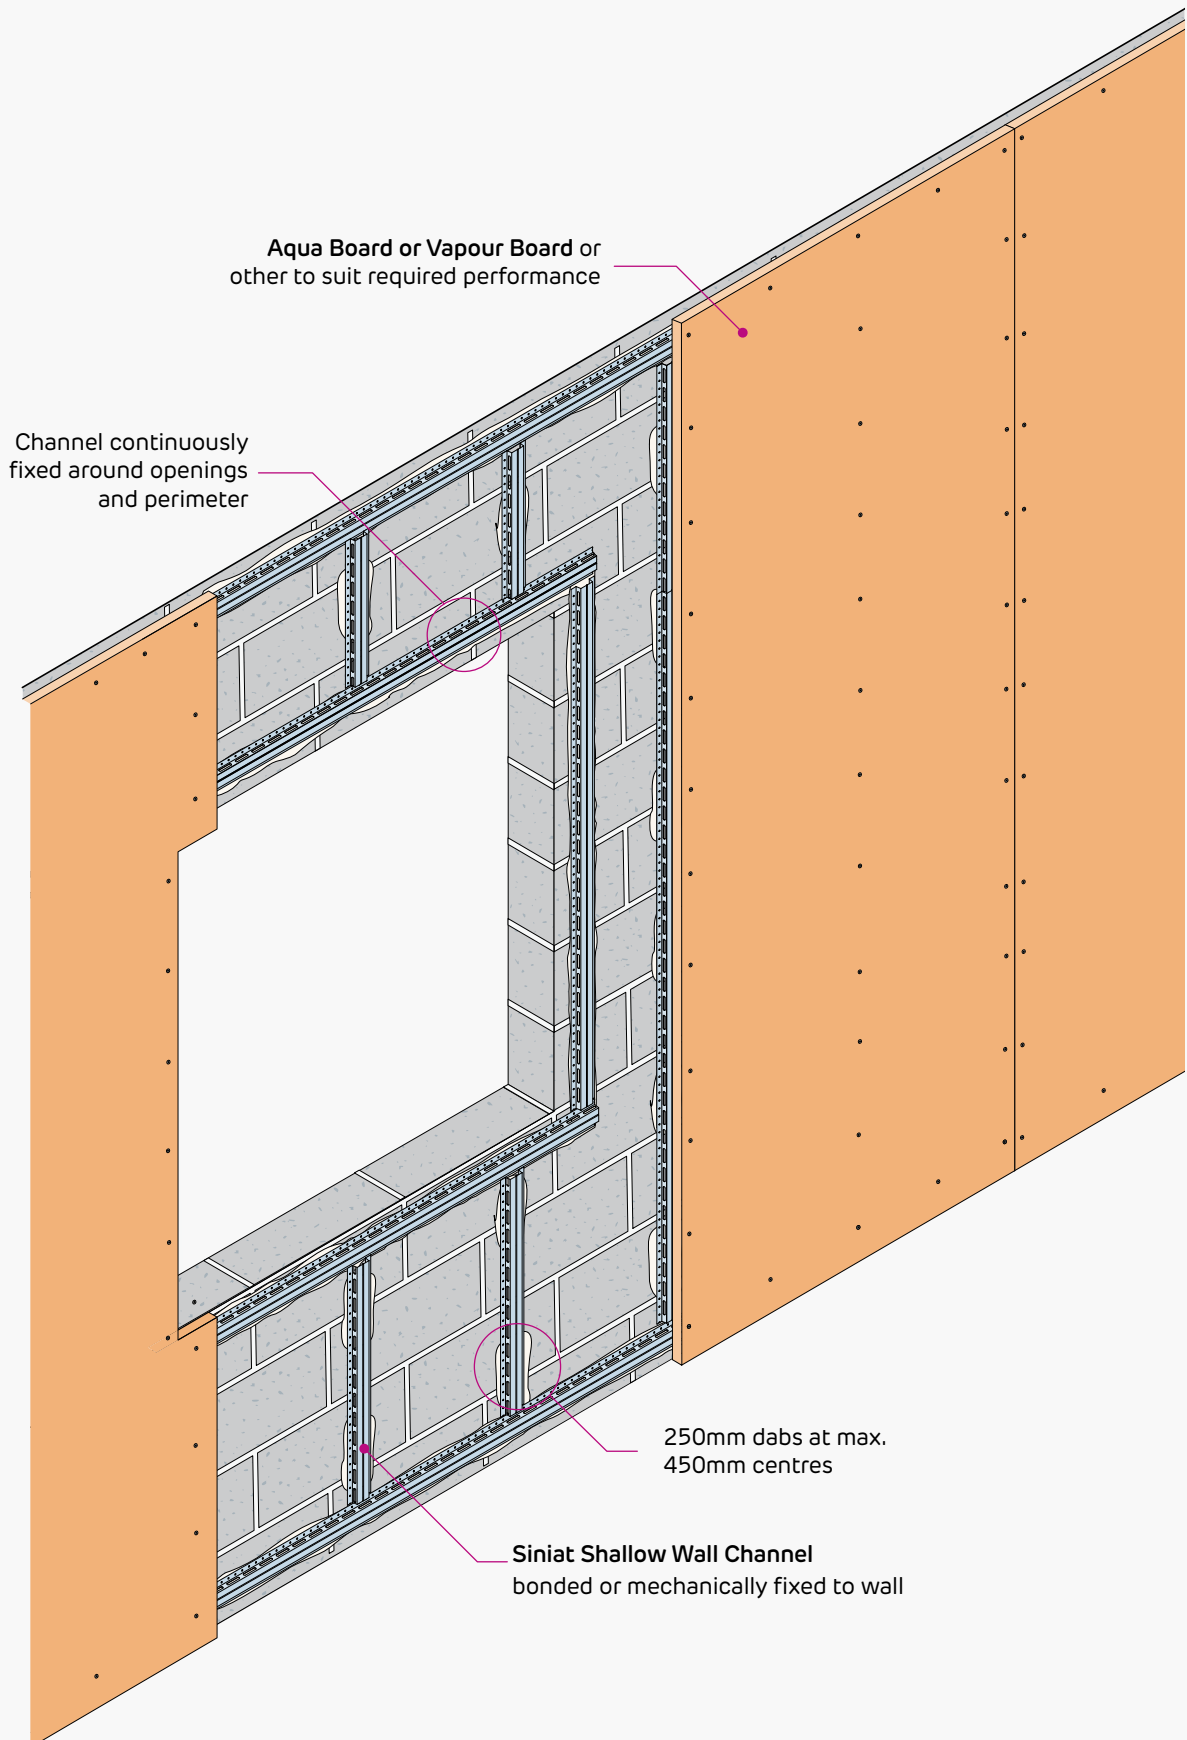 Aqua Board or Vapour Board or
other to suit required performance
Channel continuously
fixed around openings
and perimeter
250mm dabs at max.
450mm centres
Siniat Shallow Wall Channel
bonded or mechanically fixed to wall